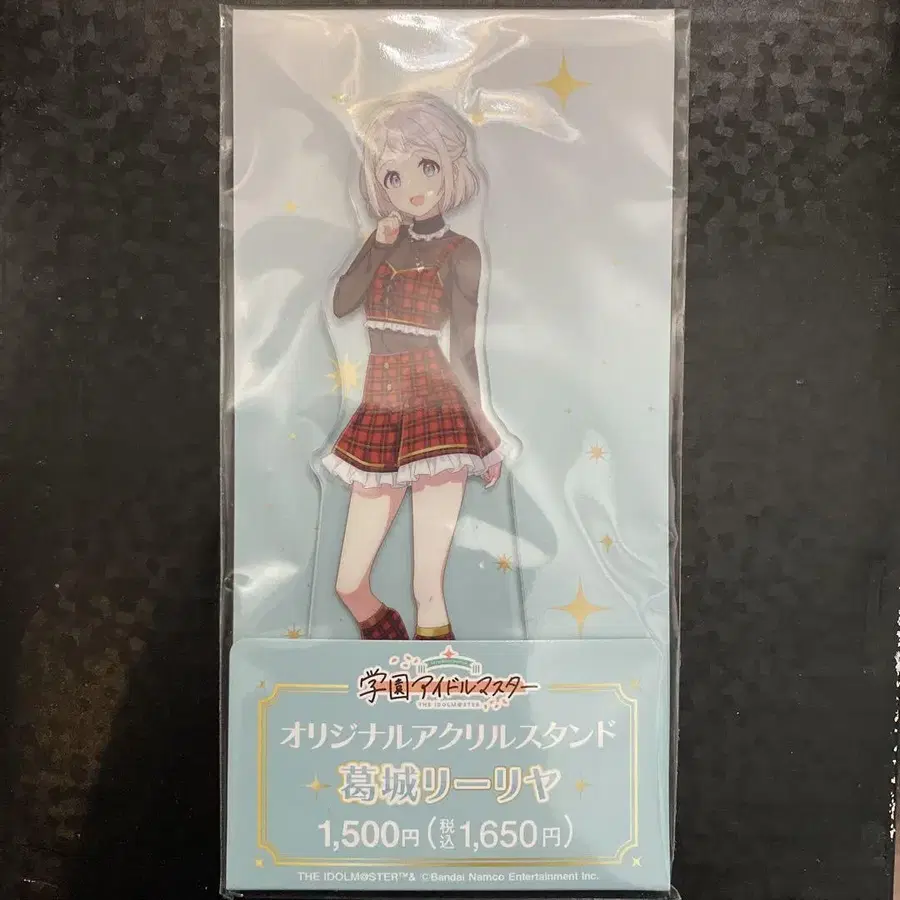 学園アイドルマスター
THE IDOLM@STER
オリジナルアクリルスタンド
葛城リーリヤ
1,500円(税込1,650円)
THE IDOLM@STER™& ©Bandai Namco Entertainment Inc.